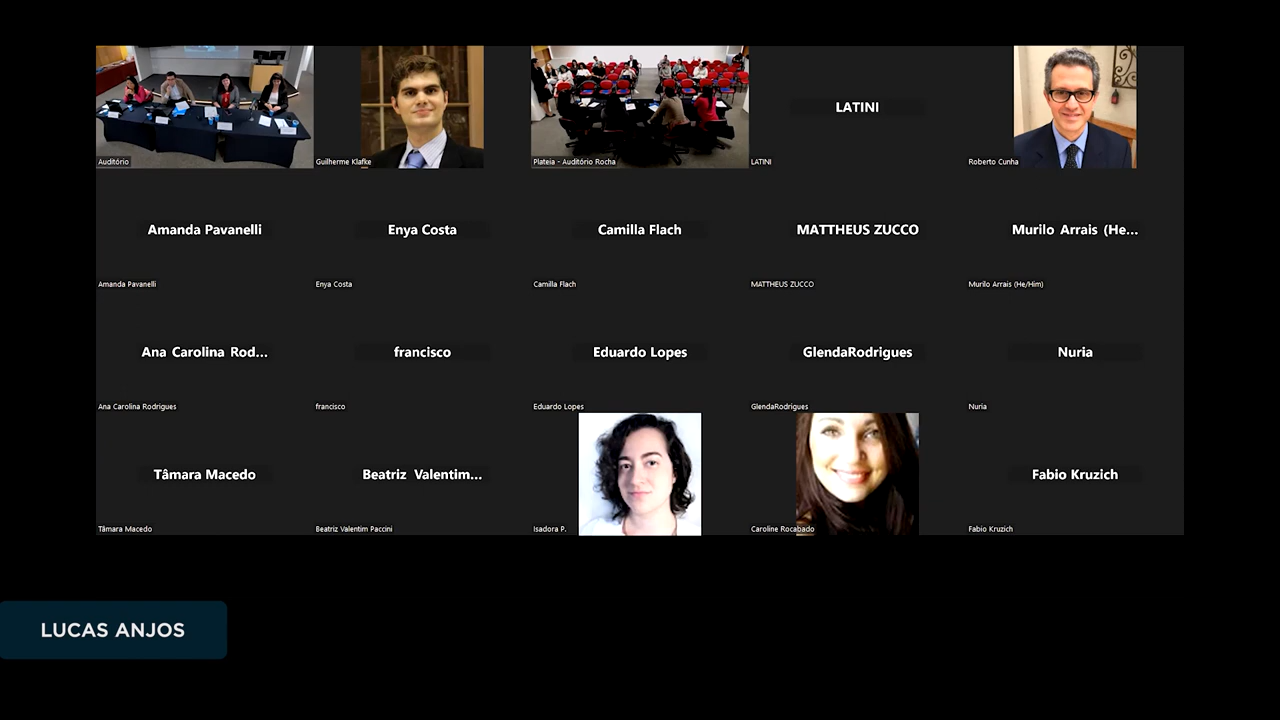 LATINI
Auditório
Guilherme Klafke
Plateia - Auditório Rocha
LATINI
Roberto Cunha
Amanda Pavanelli
Enya Costa
Camilla Flach
MATTHEUS ZUCCO
Murilo Arrais (He...
Amanda Pavanelli
Enya Costa
Camilla Flach
MATTHEUS ZUCCO
Murilo Arrais (He/Him)
Ana Carolina Rod...
francisco
Eduardo Lopes
GlendaRodrigues
Nuria
Ana Carolina Rodrigues
francisco
Eduardo Lopes
GlendaRodrigues
Nuria
Tâmara Macedo
Beatriz Valentim...
Fabio Kruzich
Tâmara Macedo
Beatriz Valentim Paccini
Isadora P.
Caroline Rocabado
Fabio Kruzich
LUCAS ANJOS